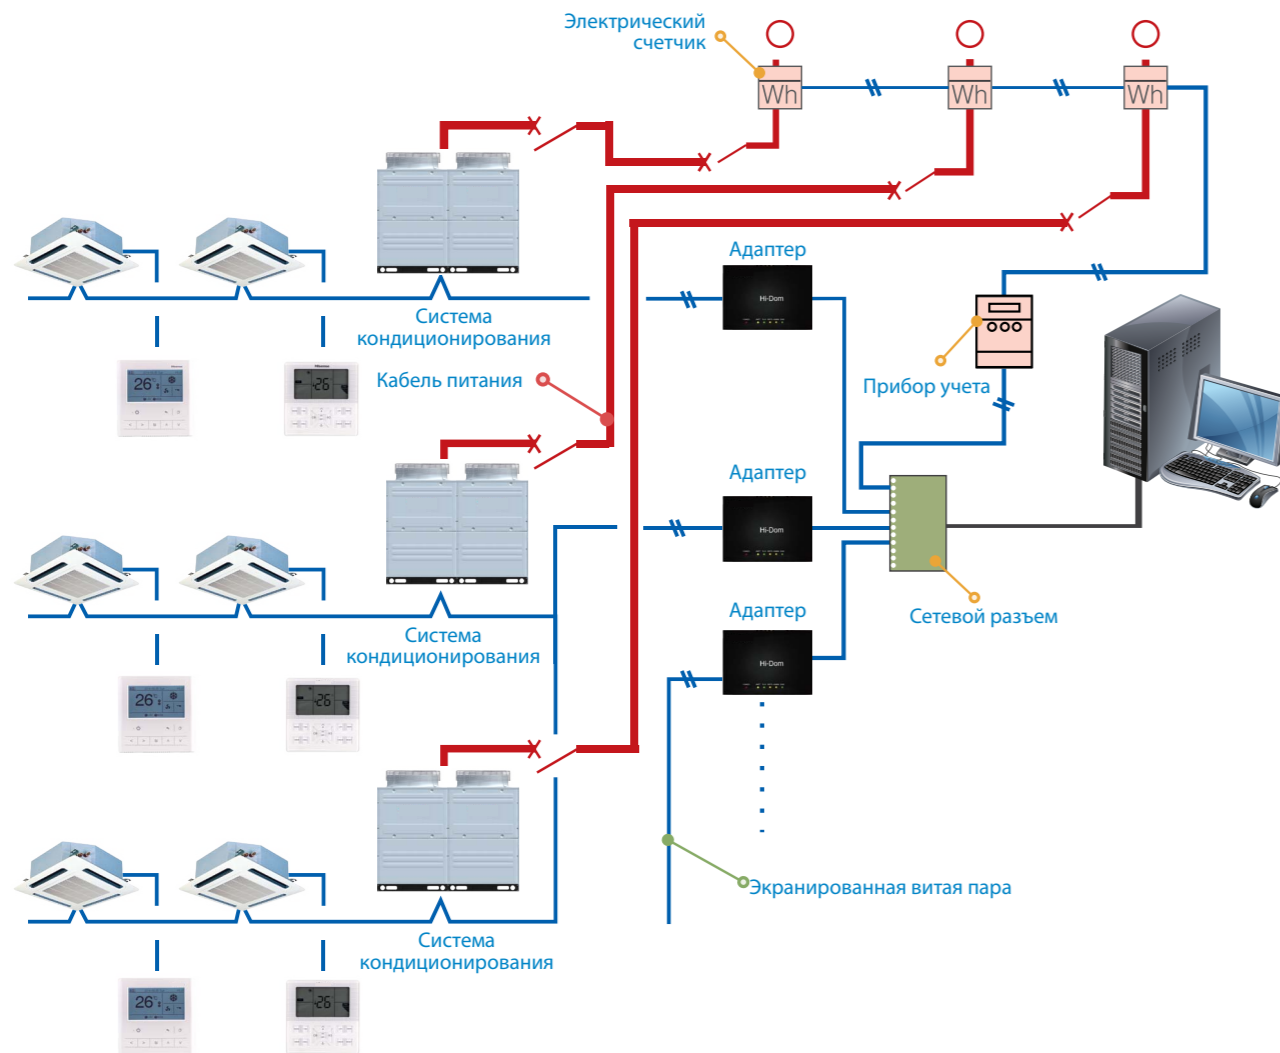 Электрический
счетчик
Wh
Wh
Wh
Адаптер
Hi-Dom
Система
кондиционирования
Кабель питания
Прибор учета
26
26
Адаптер
Hi-Dom
Сетевой разъем
Адаптер
Hi-Dom
Система
кондиционирования
26
26
Экранированная витая пара
Система
кондиционирования
26
26